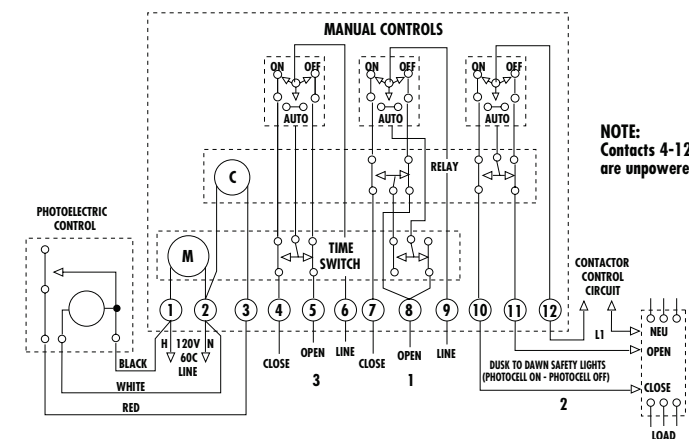 MANUAL CONTROLS
ON OFF
ON OFF
ON OFF
AUTO
AUTO
AUTO
NOTE:
Contacts 4-12
are unpowere
RELAY
C
PHOTOELECTRIC
CONTROL
M
TIME
SWITCH
CONTACTOR
CONTROL
CIRCUIT
1 2 3 4 5 6 7 8 9 10 11 12
H 120V N
60C
LINE
L1
NEU
OPEN
CLOSE
LOAD
CLOSE OPEN LINE
CLOSE OPEN LINE
3
1
DUSK TO DAWN SAFETY LIGHTS
(PHOTOCELL ON - PHOTOCELL OFF)
2
BLACK
WHITE
RED